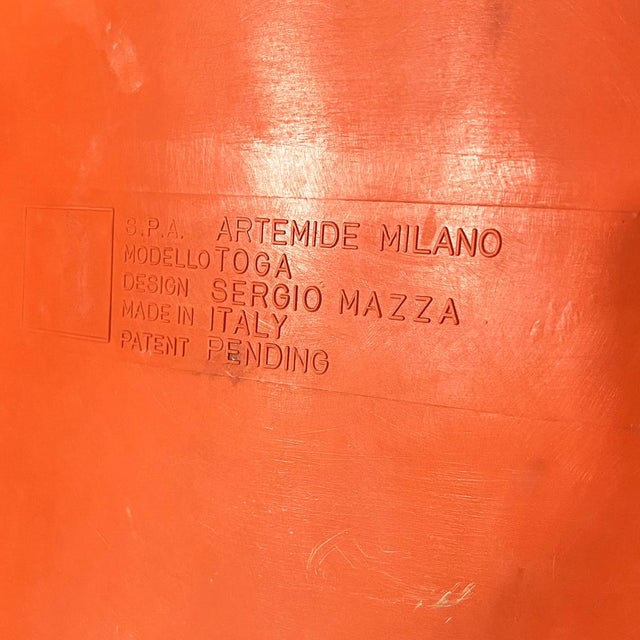 S.P.A. ARTEMIDE MILANO
MODELLO TOGA
DESIGN SERGIO MAZZA
MADE IN ITALY
PATENT PENDING